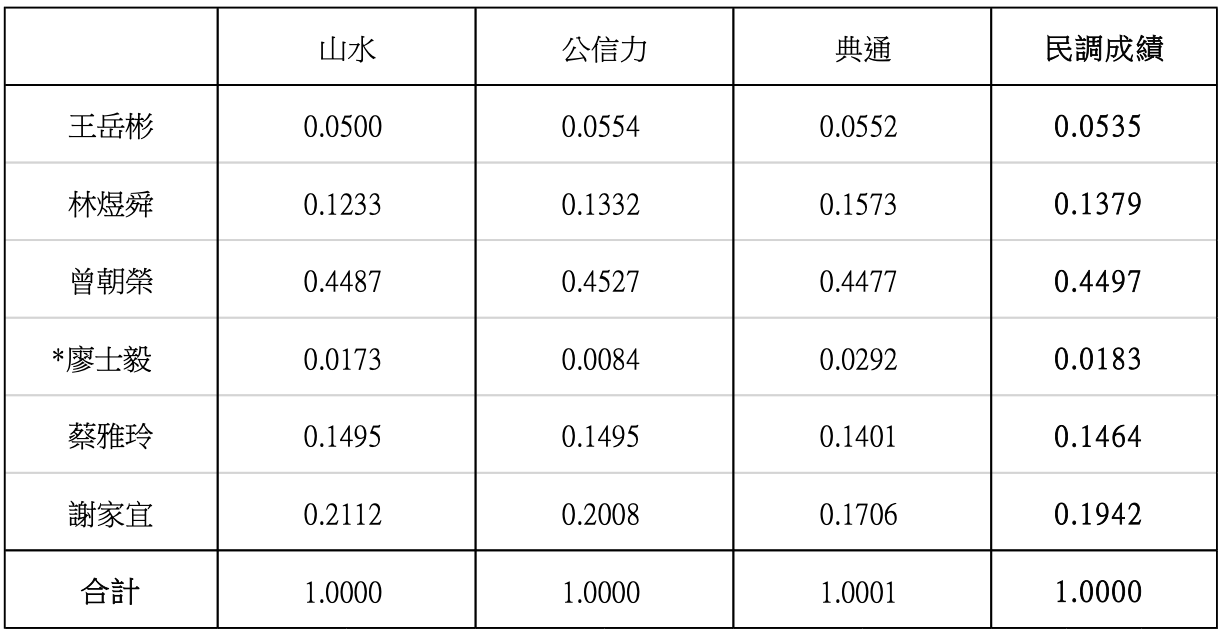 山水 公信力 典通 民調成績
王岳彬 0.0500 0.0554 0.0552 0.0535
林煜舜 0.1233 0.1332 0.1573 0.1379
曾朝榮 0.4487 0.4527 0.4477 0.4497
*廖士毅 0.0173 0.0084 0.0292 0.0183
蔡雅玲 0.1495 0.1495 0.1401 0.1464
謝家宜 0.2112 0.2008 0.1706 0.1942
合計 1.0000 1.0000 1.0001 1.0000